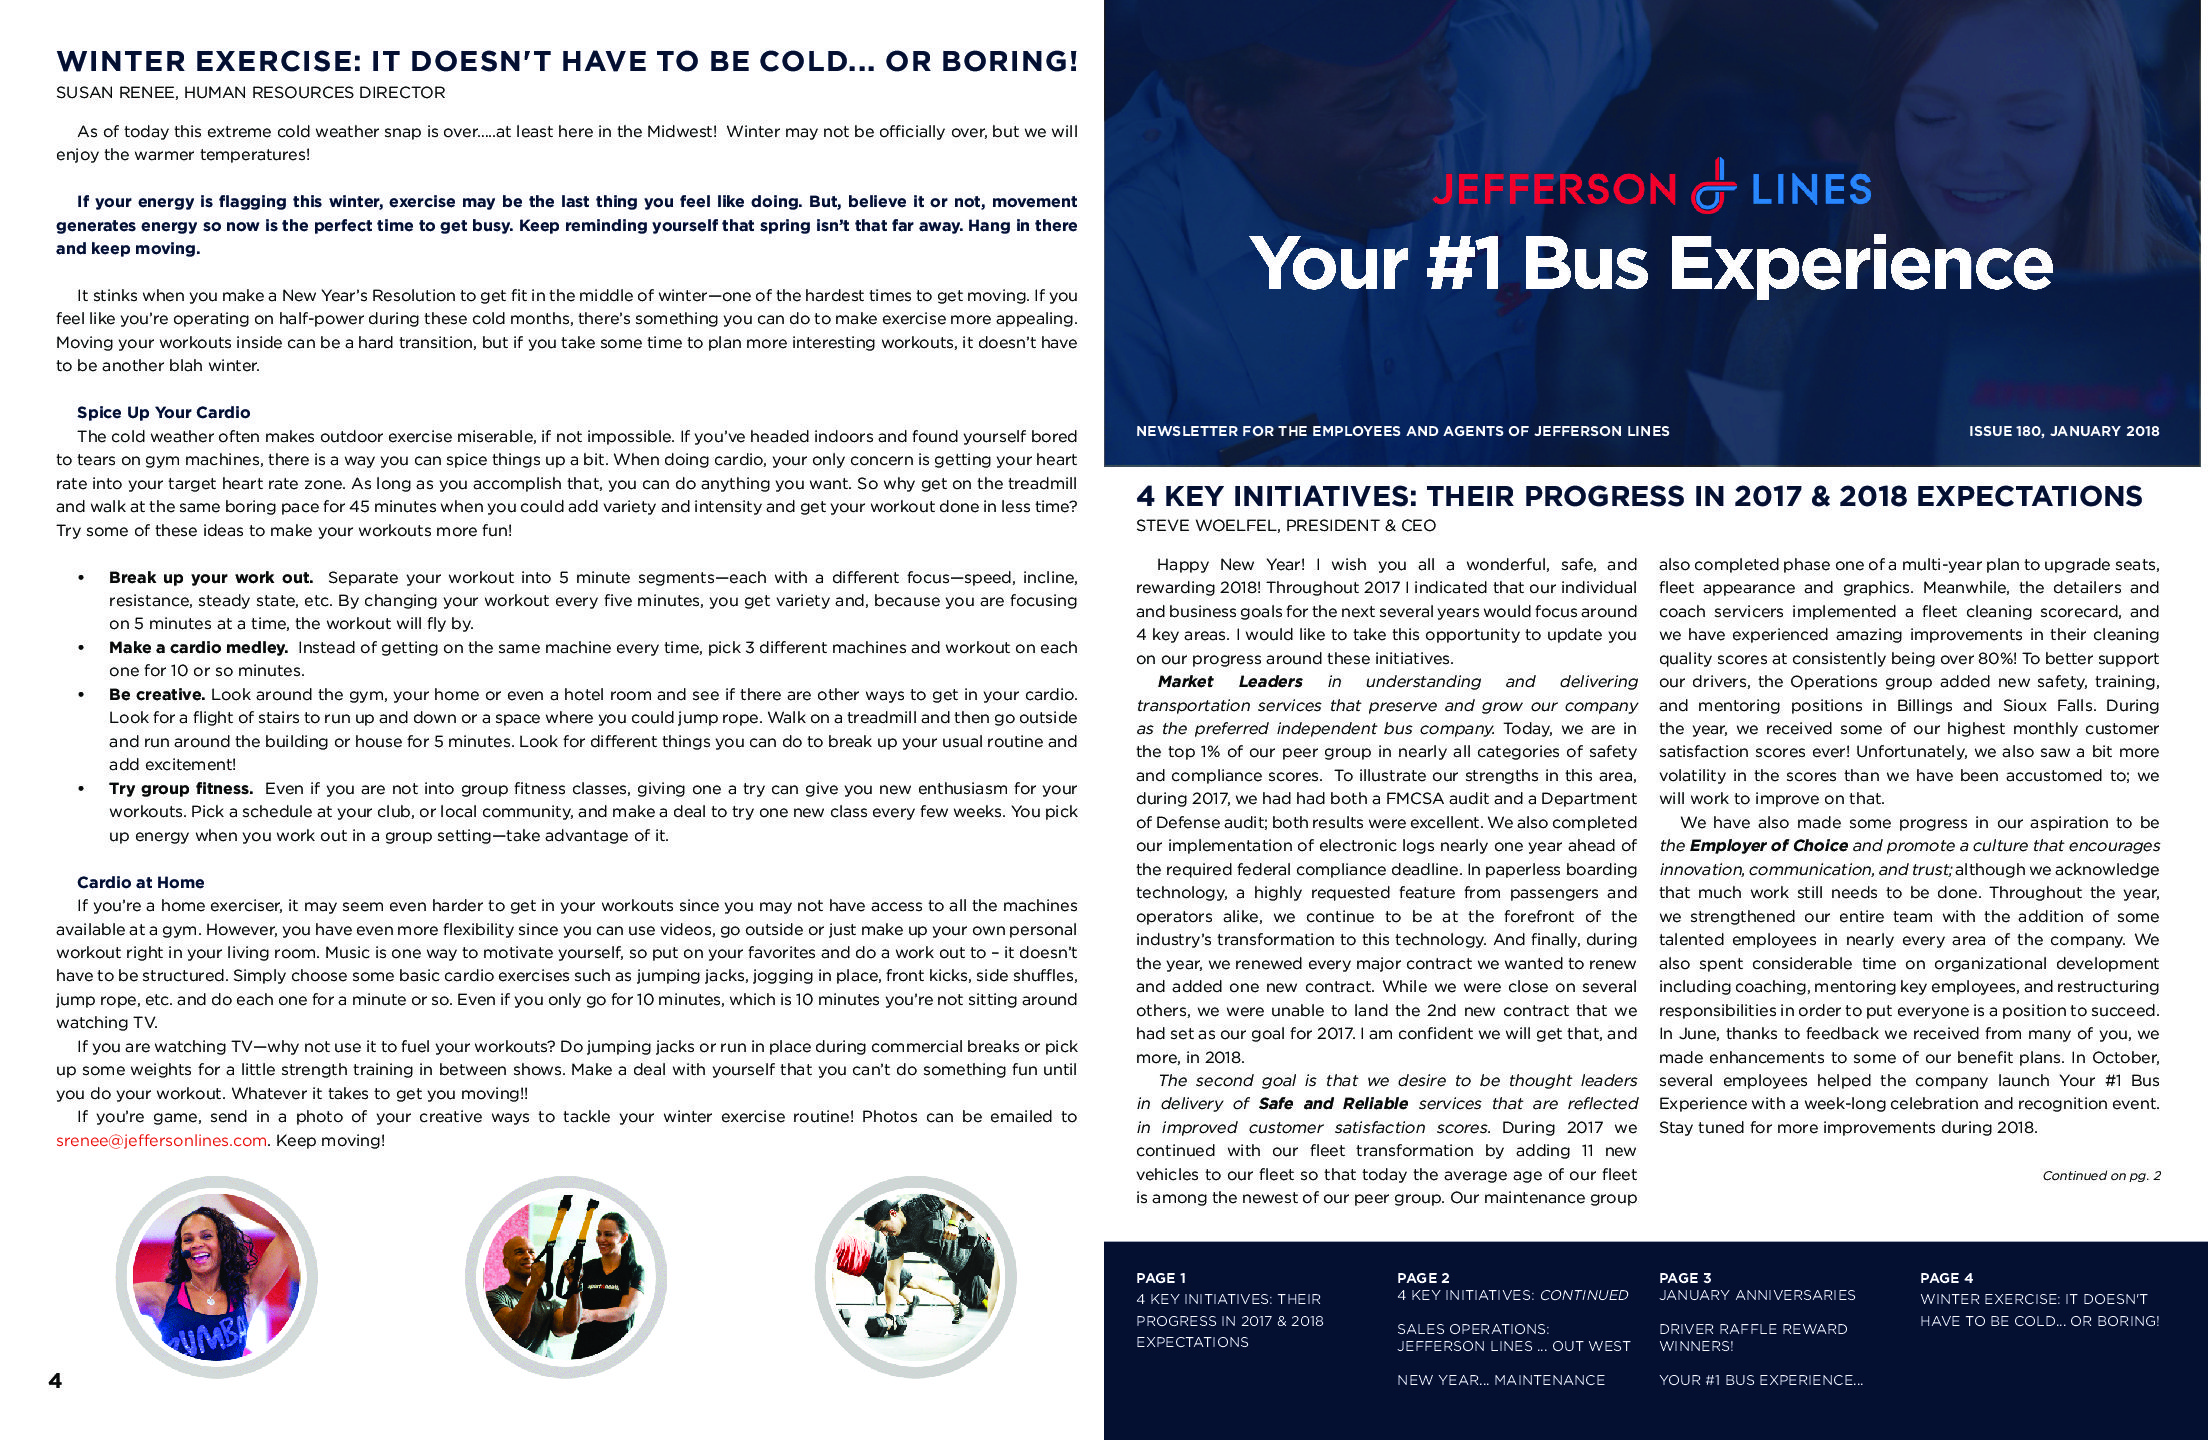 WINTER EXERCISE: IT DOESN'T HAVE TO BE COLD... OR BORING!
SUSAN RENEE, HUMAN RESOURCES DIRECTOR
As of today this extreme cold weather snap is over.....at least here in the Midwest!  Winter may not be officially over, but we will
enjoy the warmer temperatures!
If your energy is flagging this winter, exercise may be the last thing you feel like doing. But, believe it or not, movement
generates energy so now is the perfect time to get busy. Keep reminding yourself that spring isn't that far away. Hang in there
and keep moving.
It stinks when you make a New Year's Resolution to get fit in the middle of winter—one of the hardest times to get moving. If you
feel like you're operating on half-power during these cold months, there's something you can do to make exercise more appealing.
Moving your workouts inside can be a hard transition, but if you take some time to plan more interesting workouts, it doesn't have
to be another blah winter.
Spice Up Your Cardio
The cold weather often makes outdoor exercise miserable, if not impossible. If you've headed indoors and found yourself bored
to tears on gym machines, there is a way you can spice things up a bit. When doing cardio, your only concern is getting your heart
rate into your target heart rate zone. As long as you accomplish that, you can do anything you want. So why get on the treadmill
and walk at the same boring pace for 45 minutes when you could add variety and intensity and get your workout done in less time?
Try some of these ideas to make your workouts more fun!
• Break up your work out.  Separate your workout into 5 minute segments—each with a different focus—speed, incline,
resistance, steady state, etc. By changing your workout every five minutes, you get variety and, because you are focusing
on 5 minutes at a time, the workout will fly by.
• Make a cardio medley.  Instead of getting on the same machine every time, pick 3 different machines and workout on each
one for 10 or so minutes.
• Be creative. Look around the gym, your home or even a hotel room and see if there are other ways to get in your cardio.
Look for a flight of stairs to run up and down or a space where you could jump rope. Walk on a treadmill and then go outside
and run around the building or house for 5 minutes. Look for different things you can do to break up your usual routine and
add excitement!
• Try group fitness.  Even if you are not into group fitness classes, giving one a try can give you new enthusiasm for your
workouts. Pick a schedule at your club, or local community, and make a deal to try one new class every few weeks. You pick
up energy when you work out in a group setting—take advantage of it.
Cardio at Home
If you're a home exerciser, it may seem even harder to get in your workouts since you may not have access to all the machines
available at a gym. However, you have even more flexibility since you can use videos, go outside or just make up your own personal
workout right in your living room. Music is one way to motivate yourself, so put on your favorites and do a work out to – it doesn't
have to be structured. Simply choose some basic cardio exercises such as jumping jacks, jogging in place, front kicks, side shuffles,
jump rope, etc. and do each one for a minute or so. Even if you only go for 10 minutes, which is 10 minutes you're not sitting around
watching TV.
If you are watching TV—why not use it to fuel your workouts? Do jumping jacks or run in place during commercial breaks or pick
up some weights for a little strength training in between shows. Make a deal with yourself that you can't do something fun until
you do your workout. Whatever it takes to get you moving!!
If you're game, send in a photo of your creative ways to tackle your winter exercise routine! Photos can be emailed to
srenee@jeffersonlines.com. Keep moving!
ZUMBA
4
JEFFERSON LINES
Your #1 Bus Experience
NEWSLETTER FOR THE EMPLOYEES AND AGENTS OF JEFFERSON LINES
ISSUE 180, JANUARY 2018
4 KEY INITIATIVES: THEIR PROGRESS IN 2017 & 2018 EXPECTATIONS
STEVE WOELFEL, PRESIDENT & CEO
Happy New Year! I wish you all a wonderful, safe, and
rewarding 2018! Throughout 2017 I indicated that our individual
and business goals for the next several years would focus around
4 key areas. I would like to take this opportunity to update you
on our progress around these initiatives.
Market Leaders in understanding and delivering
transportation services that preserve and grow our company
as the preferred independent bus company. Today, we are in
the top 1% of our peer group in nearly all categories of safety
and compliance scores.  To illustrate our strengths in this area,
during 2017, we had had both a FMCSA audit and a Department
of Defense audit; both results were excellent. We also completed
our implementation of electronic logs nearly one year ahead of
the required federal compliance deadline. In paperless boarding
technology, a highly requested feature from passengers and
operators alike, we continue to be at the forefront of the
industry's transformation to this technology. And finally, during
the year, we renewed every major contract we wanted to renew
and added one new contract. While we were close on several
others, we were unable to land the 2nd new contract that we
had set as our goal for 2017. I am confident we will get that, and
more, in 2018.
The second goal is that we desire to be thought leaders
in delivery of Safe and Reliable services that are reflected
in improved customer satisfaction scores. During 2017 we
continued with our fleet transformation by adding 11 new
vehicles to our fleet so that today the average age of our fleet
is among the newest of our peer group. Our maintenance group
also completed phase one of a multi-year plan to upgrade seats,
fleet appearance and graphics. Meanwhile, the detailers and
coach servicers implemented a fleet cleaning scorecard, and
we have experienced amazing improvements in their cleaning
quality scores at consistently being over 80%! To better support
our drivers, the Operations group added new safety, training,
and mentoring positions in Billings and Sioux Falls. During
the year, we received some of our highest monthly customer
satisfaction scores ever! Unfortunately, we also saw a bit more
volatility in the scores than we have been accustomed to; we
will work to improve on that.
We have also made some progress in our aspiration to be
the Employer of Choice and promote a culture that encourages
innovation, communication, and trust; although we acknowledge
that much work still needs to be done. Throughout the year,
we strengthened our entire team with the addition of some
talented employees in nearly every area of the company. We
also spent considerable time on organizational development
including coaching, mentoring key employees, and restructuring
responsibilities in order to put everyone is a position to succeed.
In June, thanks to feedback we received from many of you, we
made enhancements to some of our benefit plans. In October,
several employees helped the company launch Your #1 Bus
Experience with a week-long celebration and recognition event.
Stay tuned for more improvements during 2018.
Continued on pg. 2
PAGE 1
4 KEY INITIATIVES: THEIR
PROGRESS IN 2017 & 2018
EXPECTATIONS
PAGE 2
4 KEY INITIATIVES: CONTINUED
SALES OPERATIONS:
JEFFERSON LINES ... OUT WEST
NEW YEAR... MAINTENANCE
PAGE 3
JANUARY ANNIVERSARIES
DRIVER RAFFLE REWARD
WINNERS!
YOUR #1 BUS EXPERIENCE...
PAGE 4
WINTER EXERCISE: IT DOESN'T
HAVE TO BE COLD... OR BORING!